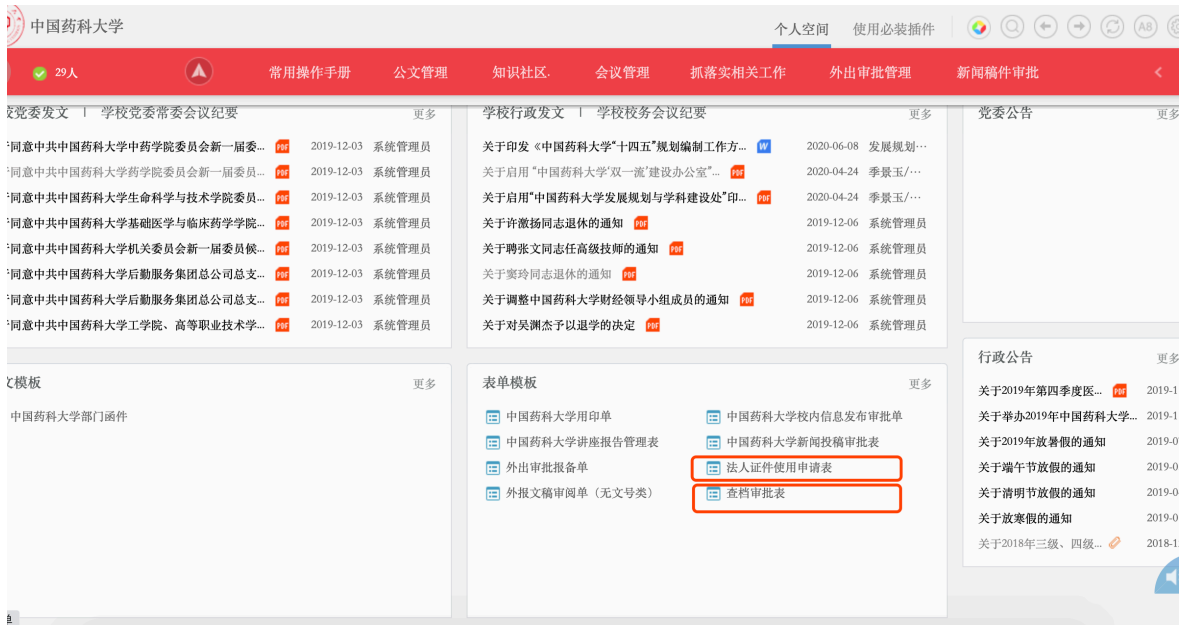 中国药科大学
个人空间 使用必装插件
A8
29人 常用操作手册 公文管理 知识社区. 会议管理 抓落实相关工作 外出审批管理 新闻稿件审批
党委发文 | 学校党委常委会议纪要 更多
同意中共中国药科大学中药学院委员会新一届委... PDF 2019-12-03 系统管理员
同意中共中国药科大学药学院委员会新一届委员... PDF 2019-12-03 系统管理员
同意中共中国药科大学生命科学与技术学院委员... PDF 2019-12-03 系统管理员
同意中共中国药科大学基础医学与临床药学学院... PDF 2019-12-03 系统管理员
同意中共中国药科大学机关委员会新一届委员候... PDF 2019-12-03 系统管理员
同意中共中国药科大学后勤服务集团总公司总支... PDF 2019-12-03 系统管理员
同意中共中国药科大学后勤服务集团总公司总支... PDF 2019-12-03 系统管理员
同意中共中国药科大学工学院、高等职业技术学... PDF 2019-12-03 系统管理员
学校行政发文 | 学校校务会议纪要 更多
关于印发《中国药科大学“十四五”规划编制工作方... W 2020-06-08 发展规划…
关于启用 “中国药科大学‘双一流’建设办公室”... PDF 2020-04-24 季景玉/…
关于启用“中国药科大学发展规划与学科建设处”印... PDF 2020-04-24 季景玉/…
关于许激扬同志退休的通知 PDF 2019-12-06 系统管理员
关于聘张文同志任高级技师的通知 PDF 2019-12-06 系统管理员
关于窦玲同志退休的通知 PDF 2019-12-06 系统管理员
关于调整中国药科大学财经领导小组成员的通知 PDF 2019-12-06 系统管理员
关于对吴渊杰予以退学的决定 PDF 2019-12-06 系统管理员
党委公告 更多
文模板 更多
中国药科大学部门函件
表单模板 更多
中国药科大学用印单 中国药科大学校内信息发布审批单
中国药科大学讲座报告管理表 中国药科大学新闻投稿审批表
外出审批报备单 法人证件使用申请表
外报文稿审阅单（无文号类） 查档审批表
行政公告 更多
关于2019年第四季度医... PDF 2019-1
关于举办2019年中国药科大学... 2019-1
关于2019年放暑假的通知 2019-0
关于端午节放假的通知 2019-0
关于清明节放假的通知 2019-0
关于放寒假的通知 2019-0
关于2018年三级、四级... 2018-1